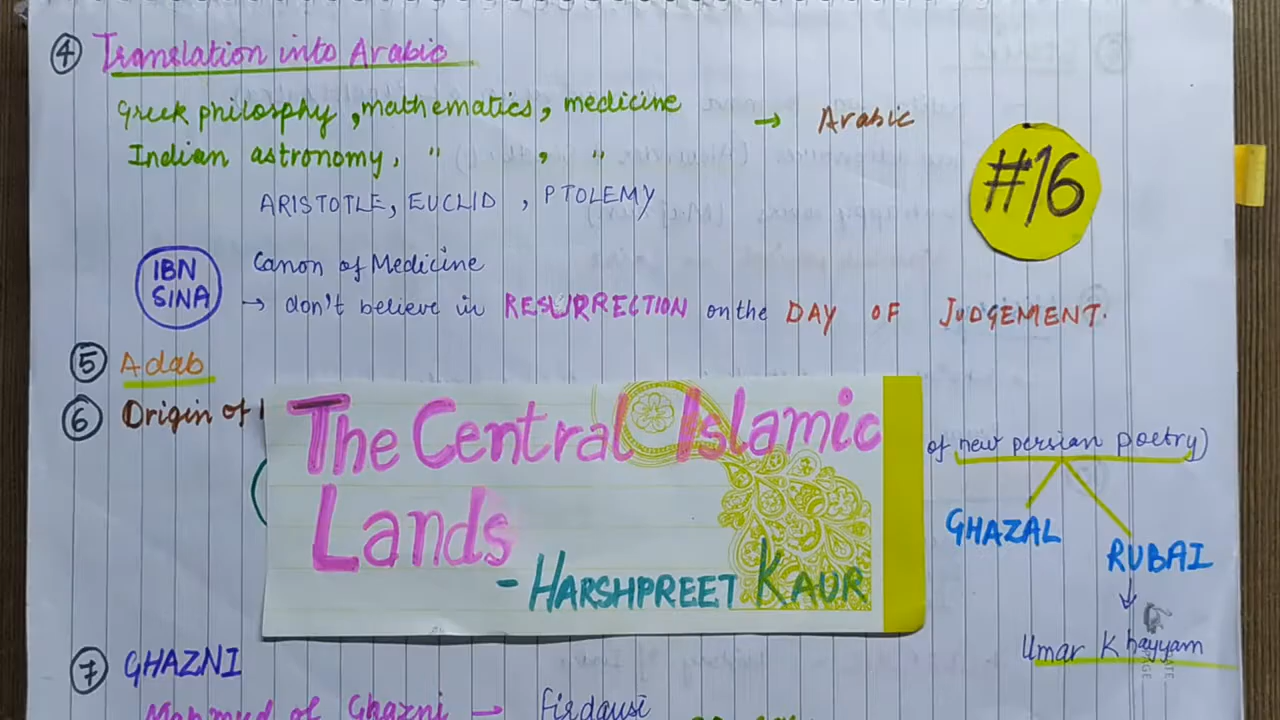 4 Translation into Arabic
Greek philosphy, mathematics, medicine → Arabic
Indian astronomy, " , "
ARISTOTLE, EUCLID, PTOLEMY
#16
IBN SINA
Canon of Medicine
→ don't believe in RESURRECTION on the DAY OF JUDGEMENT.
5 Adab
6 Origin of
of new persian poetry)
The Central Islamic
Lands
- HARSHPREET KAUR
GHAZAL
RUBAI
Umar Khayyam
7 GHAZNI
Mahmud of Ghazni → Firdausi